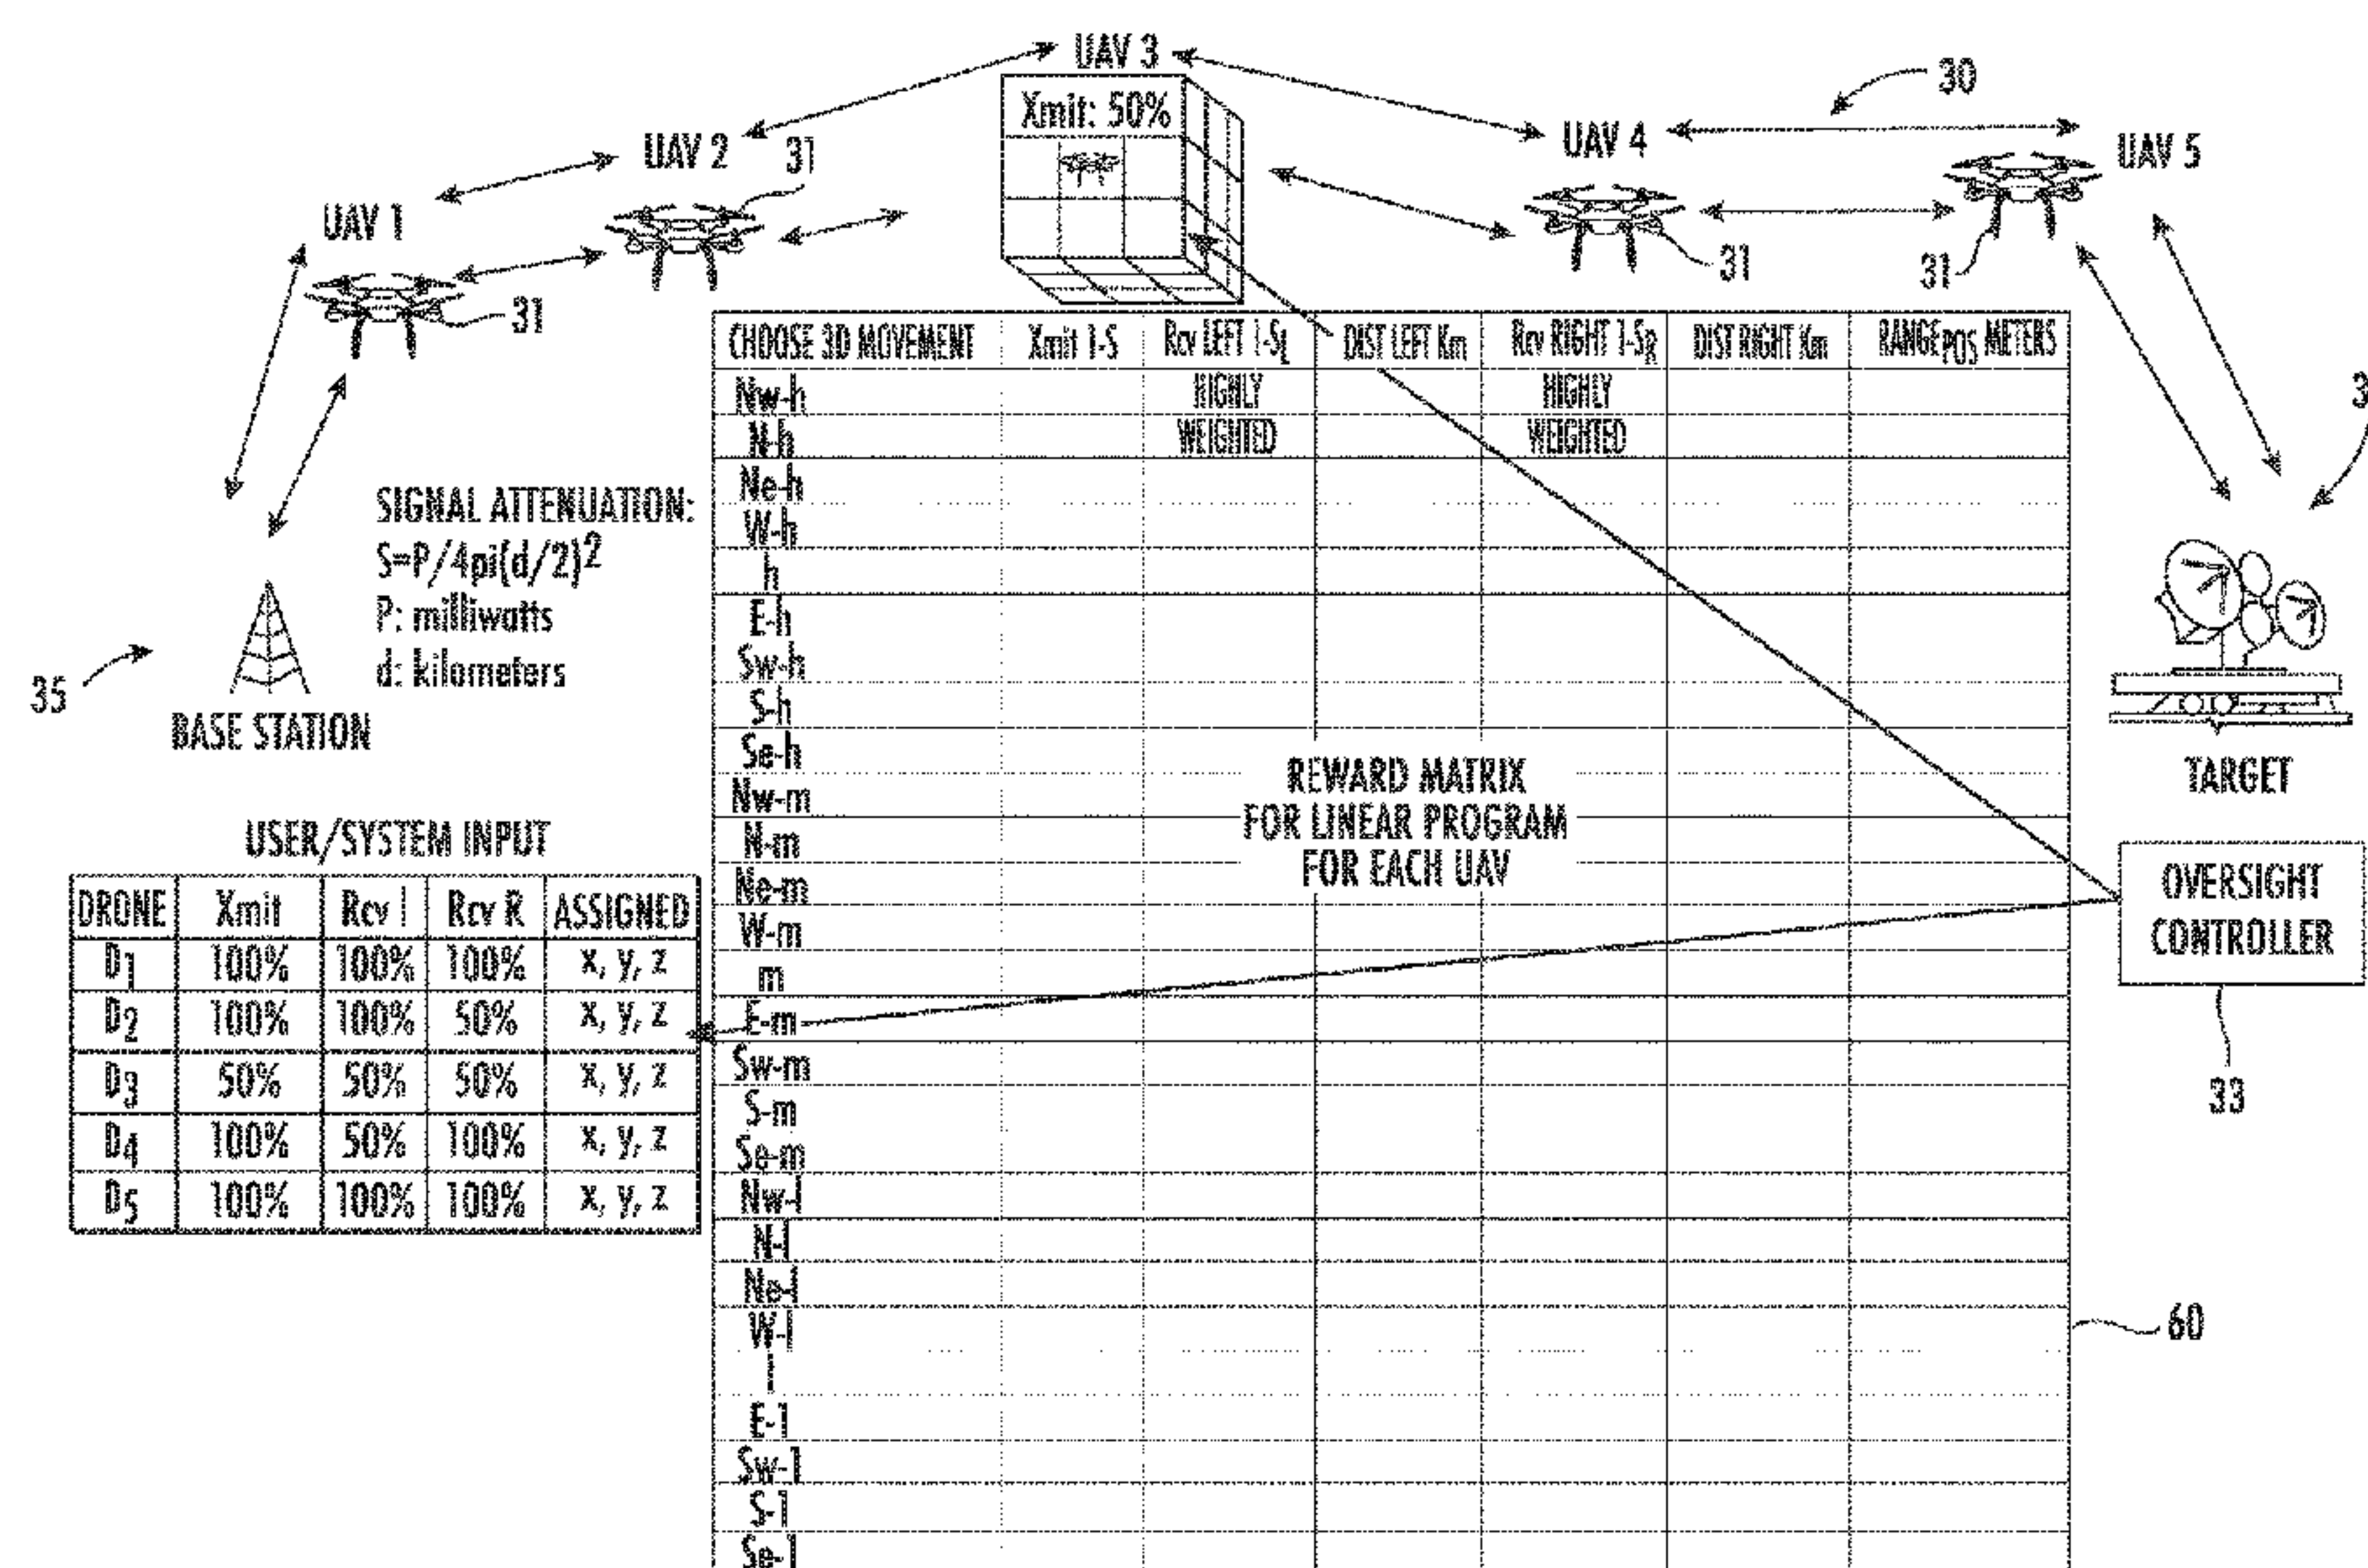 UAV 3
30
Xmit: 50%
UAV 2
31
UAV 4
UAV 5
UAV 1
31
31
31
SIGNAL ATTENUATION:
S=P/4pi(d/2)2
P: milliwatts
d: kilometers
35
BASE STATION
TARGET
USER/SYSTEM INPUT
DRONE Xmit Rcv l Rcv R ASSIGNED
D1 100% 100% 100% x, y, z
D2 100% 100% 50% x, y, z
D3 50% 50% 50% x, y, z
D4 100% 50% 100% x, y, z
D5 100% 100% 100% x, y, z
CHOOSE 3D MOVEMENT Xmit 1-S Rcv LEFT 1-SL DIST LEFT Km Rcv RIGHT 1-SR DIST RIGHT Km RANGEPOS METERS
Nw-h HIGHLY HIGHLY
N-h WEIGHTED WEIGHTED
Ne-h
W-h
h
E-h
Sw-h
S-h
Se-h
REWARD MATRIX
FOR LINEAR PROGRAM
FOR EACH UAV
Nw-m
N-m
Ne-m
W-m
m
E-m
Sw-m
S-m
Se-m
Nw-l
N-l
Ne-l
W-l
l
E-l
Sw-l
S-l
Se-l
OVERSIGHT
CONTROLLER
33
60